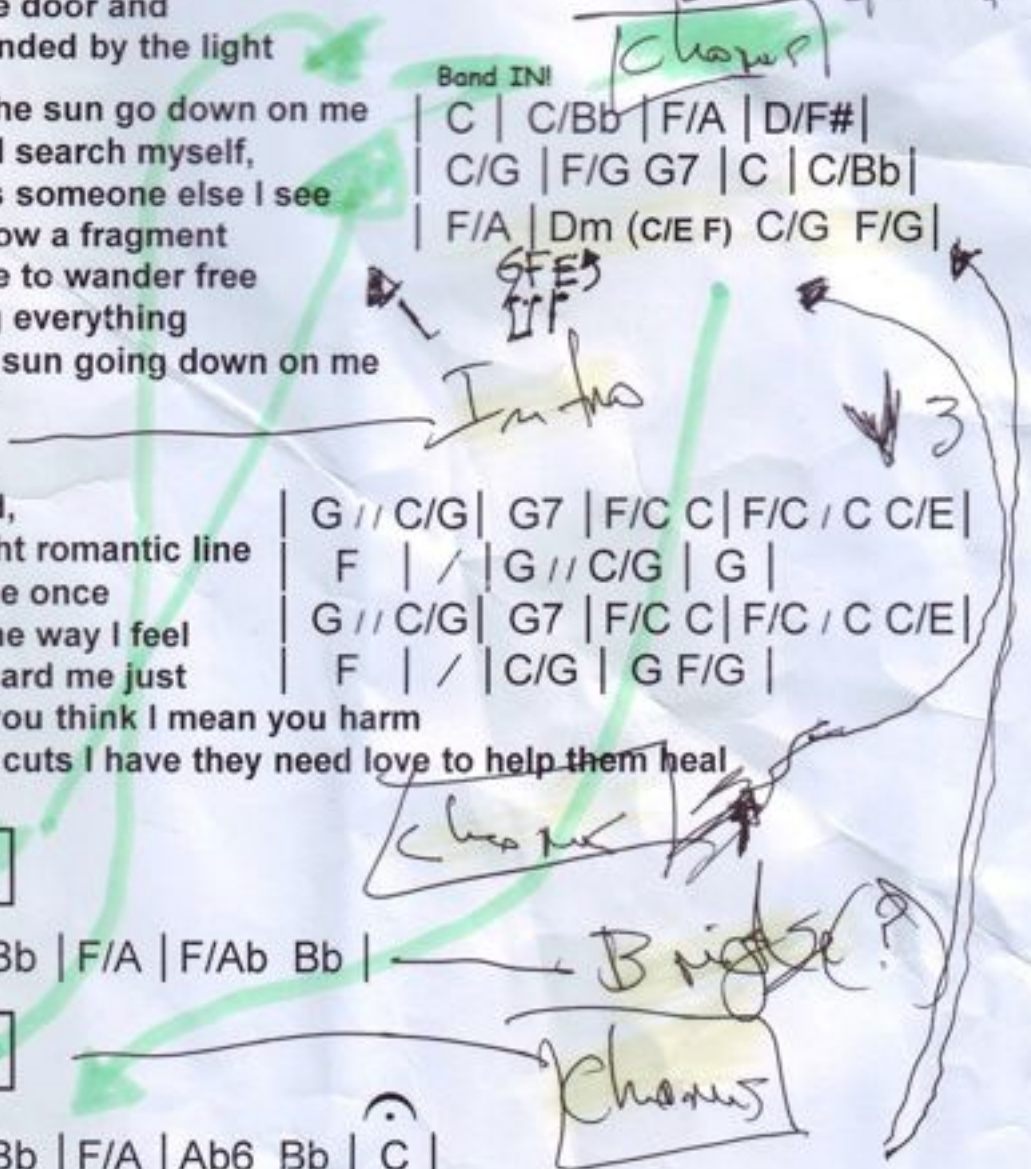 e door and
nded by the light
Chorus
Band IN!
he sun go down on me | C | C/Bb | F/A | D/F#|
l search myself, | C/G | F/G G7 | C | C/Bb|
s someone else I see | F/A | Dm (C/E F) C/G F/G|
ow a fragment
e to wander free
g everything
sun going down on me
Intro
3
d, | G // C/G| G7 | F/C C| F/C / C C/E|
ht romantic line | F | / | G // C/G | G |
e once
he way I feel | G // C/G| G7 | F/C C| F/C / C C/E|
ard me just | F | / | C/G | G F/G |
you think I mean you harm
cuts I have they need love to help them heal
Chorus
Bb | F/A | F/Ab Bb |
Chorus
Bb | F/A | Ab6 Bb | C |